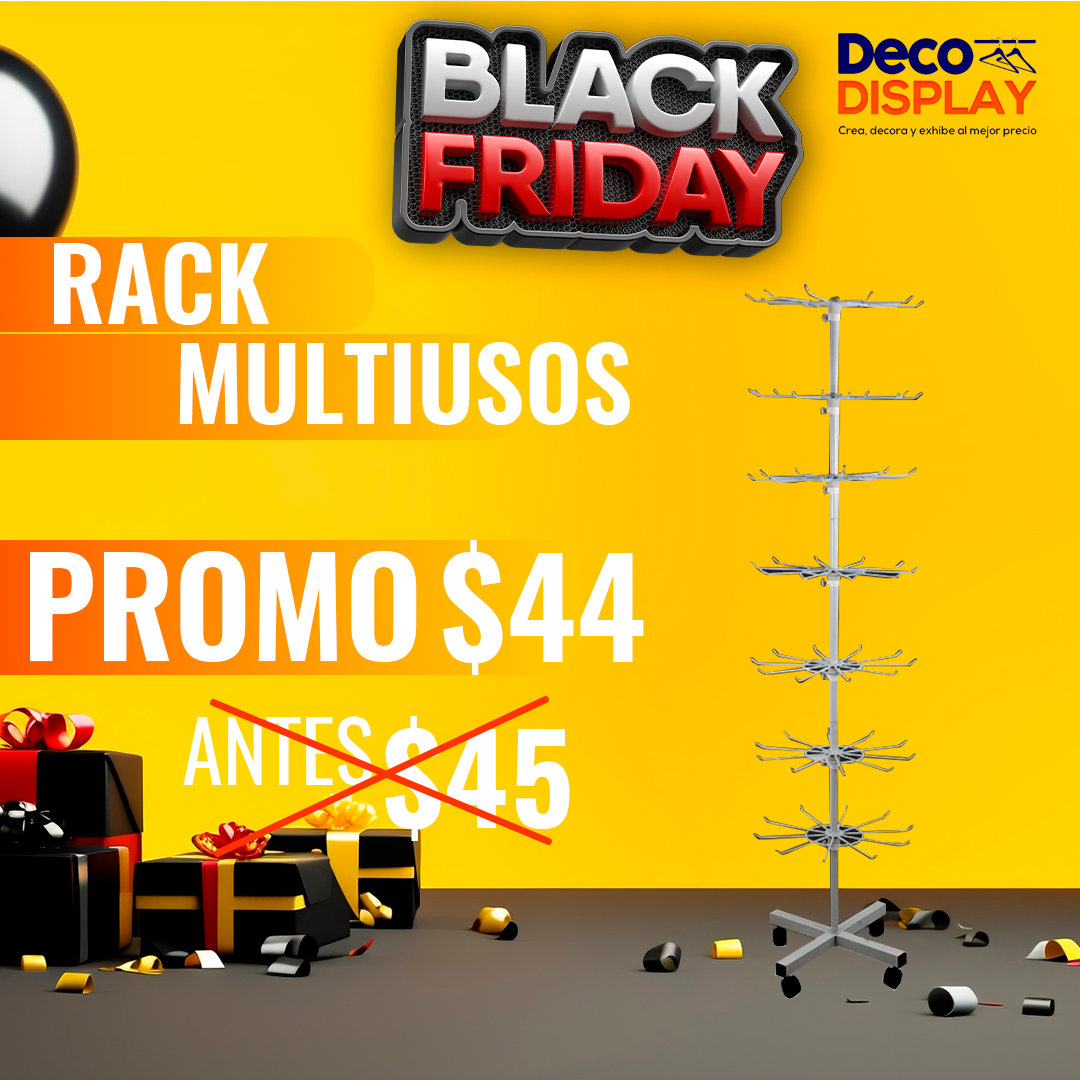 BLACK
FRIDAY
Deco
DISPLAY
Crea, decora y exhibe al mejor precio
RACK
MULTIUSOS
PROMO $44
ANTES $45